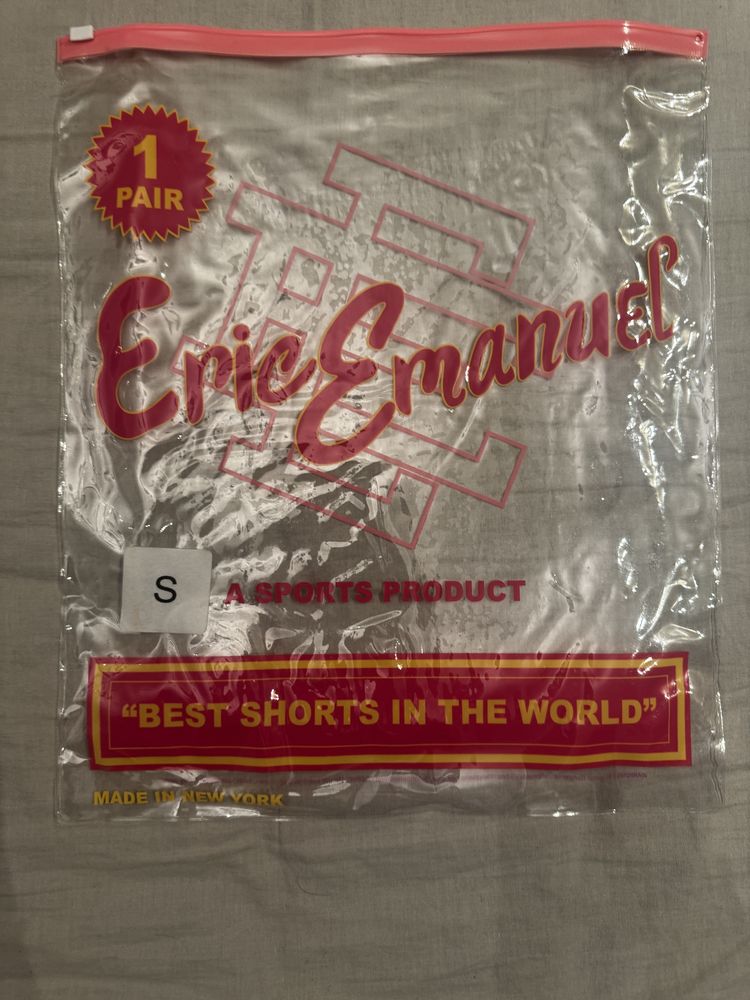 1
PAIR
Eric Emanuel
S
A SPORTS PRODUCT
“BEST SHORTS IN THE WORLD”
MADE IN NEW YORK